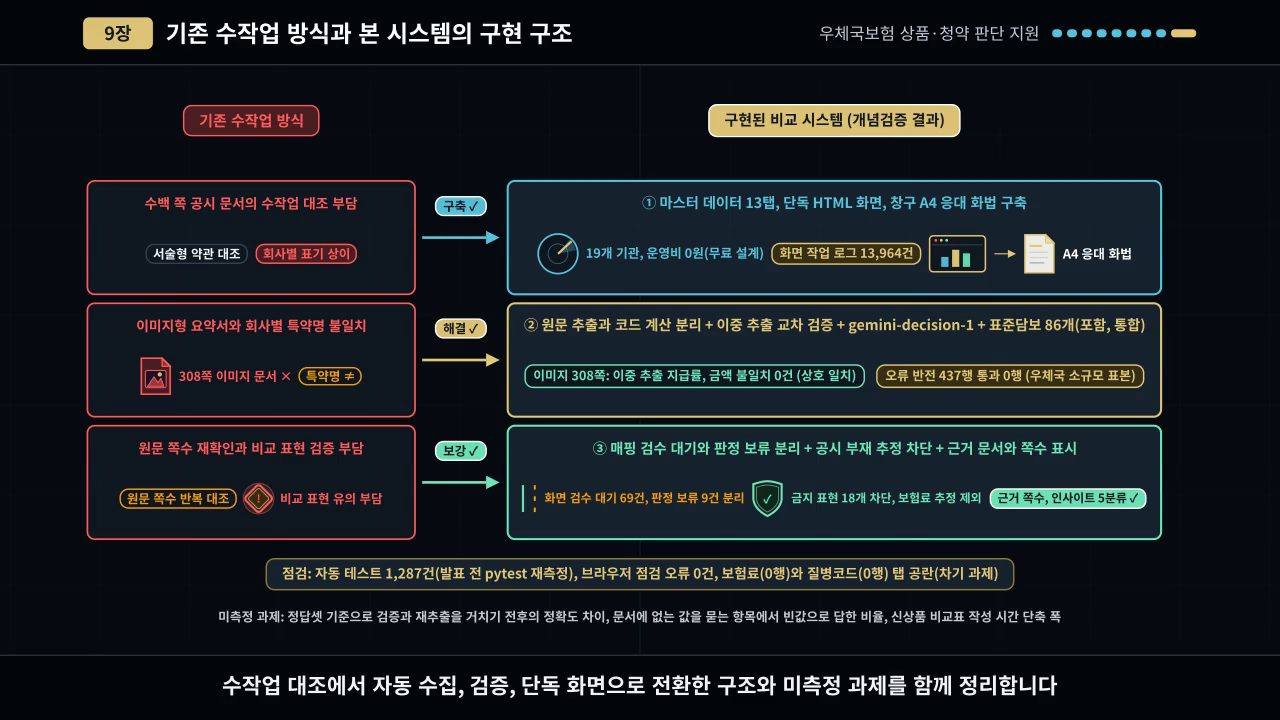 9장 기존 수작업 방식과 본 시스템의 구현 구조
우체국보험 상품·청약 판단 지원
기존 수작업 방식
구현된 비교 시스템 (개념검증 결과)
수백 쪽 공시 문서의 수작업 대조 부담
서술형 약관 대조 회사별 표기 상이
구축 ✓
① 마스터 데이터 13탭, 단독 HTML 화면, 창구 A4 응대 화법 구축
19개 기관, 운영비 0원(무료 설계) 화면 작업 로그 13,964건 A4 응대 화법
이미지형 요약서와 회사별 특약명 불일치
308쪽 이미지 문서 × 특약명 ≠
해결 ✓
② 원문 추출과 코드 계산 분리 + 이중 추출 교차 검증 + gemini-decision-1 + 표준담보 86개(포함, 통합)
이미지 308쪽: 이중 추출 지급률, 금액 불일치 0건 (상호 일치) 오류 반전 437행 통과 0행 (우체국 소규모 표본)
원문 쪽수 재확인과 비교 표현 검증 부담
원문 쪽수 반복 대조 ! 비교 표현 유의 부담
보강 ✓
③ 매핑 검수 대기와 판정 보류 분리 + 공시 부재 추정 차단 + 근거 문서와 쪽수 표시
화면 검수 대기 69건, 판정 보류 9건 분리 ✓ 금지 표현 18개 차단, 보험료 추정 제외 근거 쪽수, 인사이트 5분류 ✓
점검: 자동 테스트 1,287건(발표 전 pytest 재측정), 브라우저 점검 오류 0건, 보험료(0행)와 질병코드(0행) 탭 공란(차기 과제)
미측정 과제: 정답셋 기준으로 검증과 재추출을 거치기 전후의 정확도 차이, 문서에 없는 값을 묻는 항목에서 빈값으로 답한 비율, 신상품 비교표 작성 시간 단축 폭
수작업 대조에서 자동 수집, 검증, 단독 화면으로 전환한 구조와 미측정 과제를 함께 정리합니다